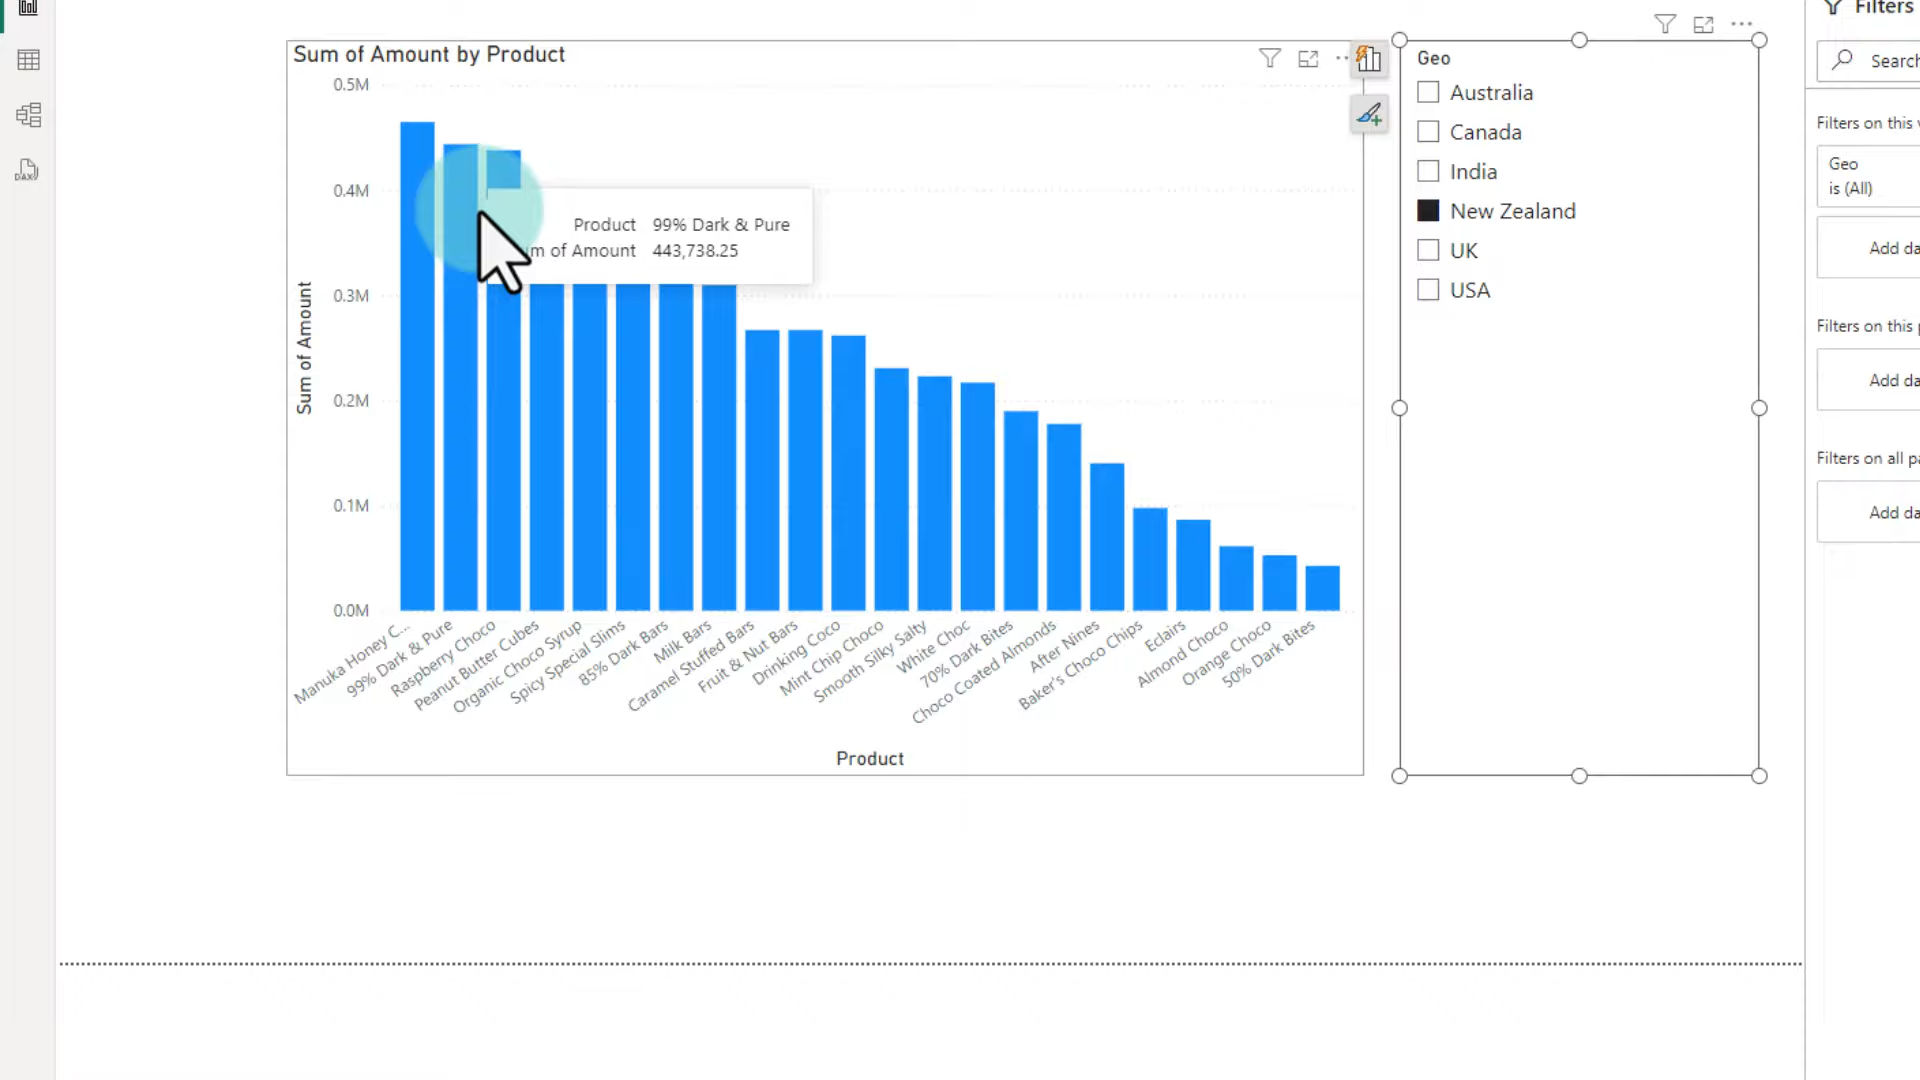 Filters
Sum of Amount by Product
Geo
Search
Australia
Canada
India
New Zealand
UK
USA
0.5M
0.4M
0.3M
0.2M
0.1M
0.0M
Sum of Amount
Product 99% Dark & Pure
m of Amount 443,738.25
Manuka Honey C...
99% Dark & Pure
Raspberry Choco
Peanut Butter Cubes
Organic Choco Syrup
Spicy Special Slims
85% Dark Bars
Milk Bars
Caramel Stuffed Bars
Fruit & Nut Bars
Drinking Coco
Mint Chip Choco
Smooth Silky Salty
White Choc
70% Dark Bites
Choco Coated Almonds
After Nines
Baker's Choco Chips
Eclairs
Almond Choco
Orange Choco
50% Dark Bites
Product
Filters on this
Geo
is (All)
Add da
Filters on this p
Add da
Filters on all pa
Add da
DAX